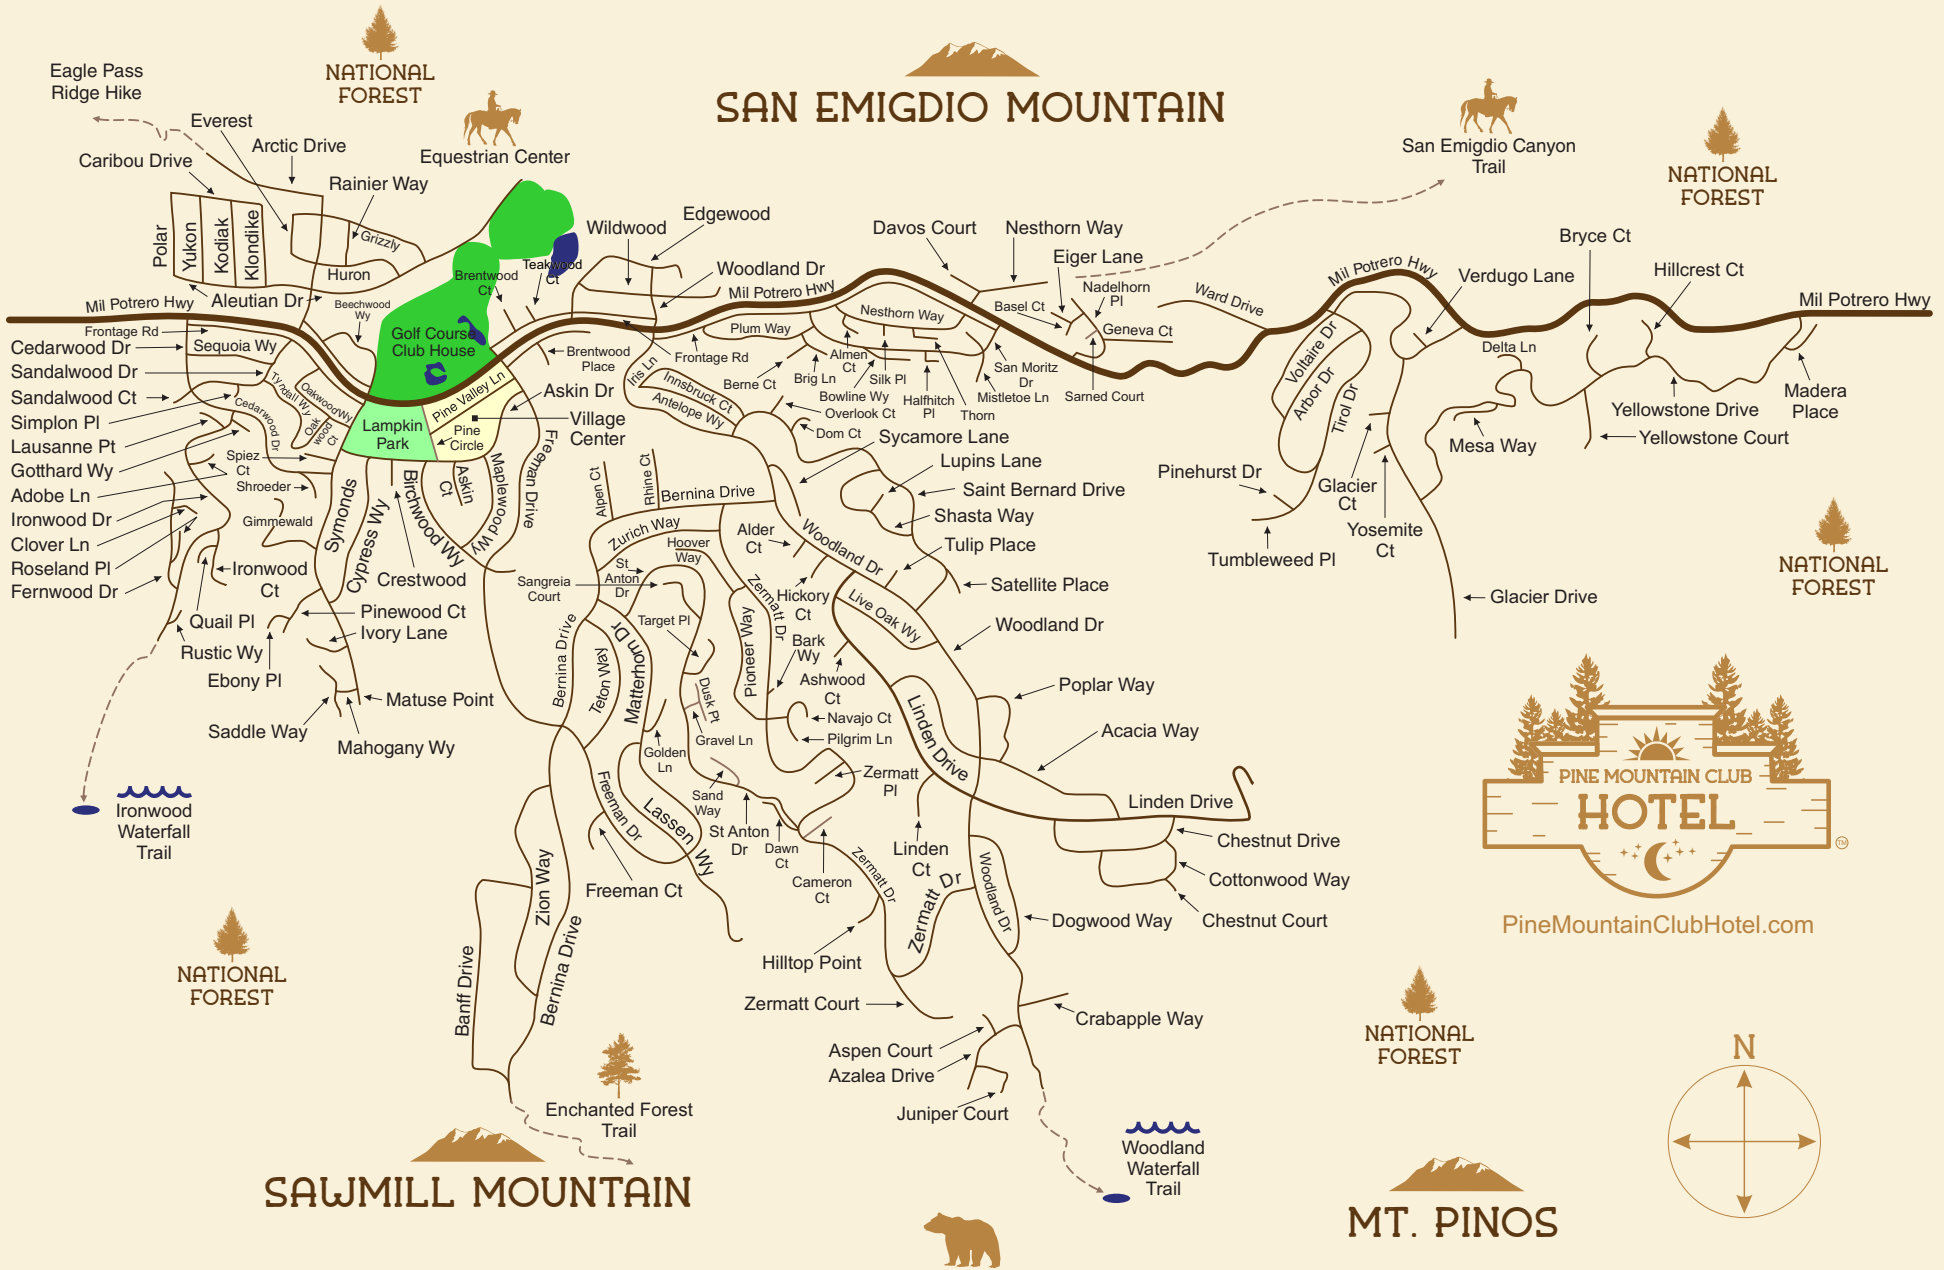 Eagle Pass
Ridge Hike
NATIONAL
FOREST
Everest
Arctic Drive
Caribou Drive
Rainier Way
Equestrian Center
SAN EMIGDIO MOUNTAIN
San Emigdio Canyon
Trail
NATIONAL
FOREST
Polar
Yukon
Kodiak
Klondike
Grizzly
Huron
Aleutian Dr
Mil Potrero Hwy
Beechwood
Wy
Brentwood
Ct
Teakwood
Ct
Wildwood
Edgewood
Woodland Dr
Mil Potrero Hwy
Davos Court
Nesthorn Way
Eiger Lane
Nadelhorn
Pl
Basel Ct
Geneva Ct
Ward Drive
Mil Potrero Hwy
Verdugo Lane
Bryce Ct
Hillcrest Ct
Mil Potrero Hwy
Frontage Rd
Cedarwood Dr
Sequoia Wy
Sandalwood Dr
Sandalwood Ct
Simplon Pl
Lausanne Pt
Gotthard Wy
Adobe Ln
Ironwood Dr
Clover Ln
Roseland Pl
Fernwood Dr
Tyndall Wy
Oakwood Wy
Oak
wood
Ct
Cedarwood Dr
Spiez
Ct
Shroeder
Gimmewald
Ironwood
Ct
Quail Pl
Rustic Wy
Ebony Pl
Golf Course
Club House
Lampkin
Park
Pine Valley Ln
Pine
Circle
Village
Center
Askin Dr
Brentwood
Place
Frontage Rd
Plum Way
Nesthorn Way
Iris Ln
Innsbruck Ct
Antelope Wy
Berne Ct
Brig Ln
Almen
Ct
Bowline Wy
Silk Pl
Halfhitch
Pl
Thorn
Mistletoe Ln
San Moritz
Dr
Sarned Court
Overlook Ct
Dom Ct
Sycamore Lane
Lupins Lane
Saint Bernard Drive
Shasta Way
Tulip Place
Satellite Place
Voltaire Dr
Arbor Dr
Tirol Dr
Delta Ln
Mesa Way
Yellowstone Drive
Yellowstone Court
Madera
Place
Pinehurst Dr
Tumbleweed Pl
Glacier
Ct
Yosemite
Ct
Glacier Drive
NATIONAL
FOREST
Symonds
Cypress Wy
Crestwood
Birchwood Wy
Askin
Ct
Maplewood Wy
Freeman Drive
Pinewood Ct
Ivory Lane
Matuse Point
Saddle Way
Mahogany Wy
Alpen Ct
Rhine Ct
Bernina Drive
Zurich Way
Hoover
Way
St
Anton
Dr
Sangreia
Court
Target Pl
Alder
Ct
Woodland Dr
Hickory
Ct
Zermatt Dr
Pioneer Way
Bark
Wy
Ashwood
Ct
Live Oak Wy
Woodland Dr
Poplar Way
Acacia Way
Bernina Drive
Teton Way
Matterhorn Dr
Dusk Pt
Gravel Ln
Golden
Ln
Navajo Ct
Pilgrim Ln
Zermatt
Pl
Linden Drive
Linden Drive
Sand
Way
St Anton
Dr
Dawn
Ct
Cameron
Ct
Linden
Ct
Freeman Dr
Lassen Wy
Freeman Ct
Zermatt Dr
Zermatt Dr
Woodland Dr
Chestnut Drive
Cottonwood Way
Chestnut Court
Dogwood Way
Hilltop Point
Zermatt Court
Crabapple Way
Aspen Court
Azalea Drive
Juniper Court
Zion Way
Banff Drive
Bernina Drive
Ironwood
Waterfall
Trail
NATIONAL
FOREST
Enchanted Forest
Trail
SAWMILL MOUNTAIN
Woodland
Waterfall
Trail
PINE MOUNTAIN CLUB
HOTEL
TM
PineMountainClubHotel.com
NATIONAL
FOREST
MT. PINOS
N